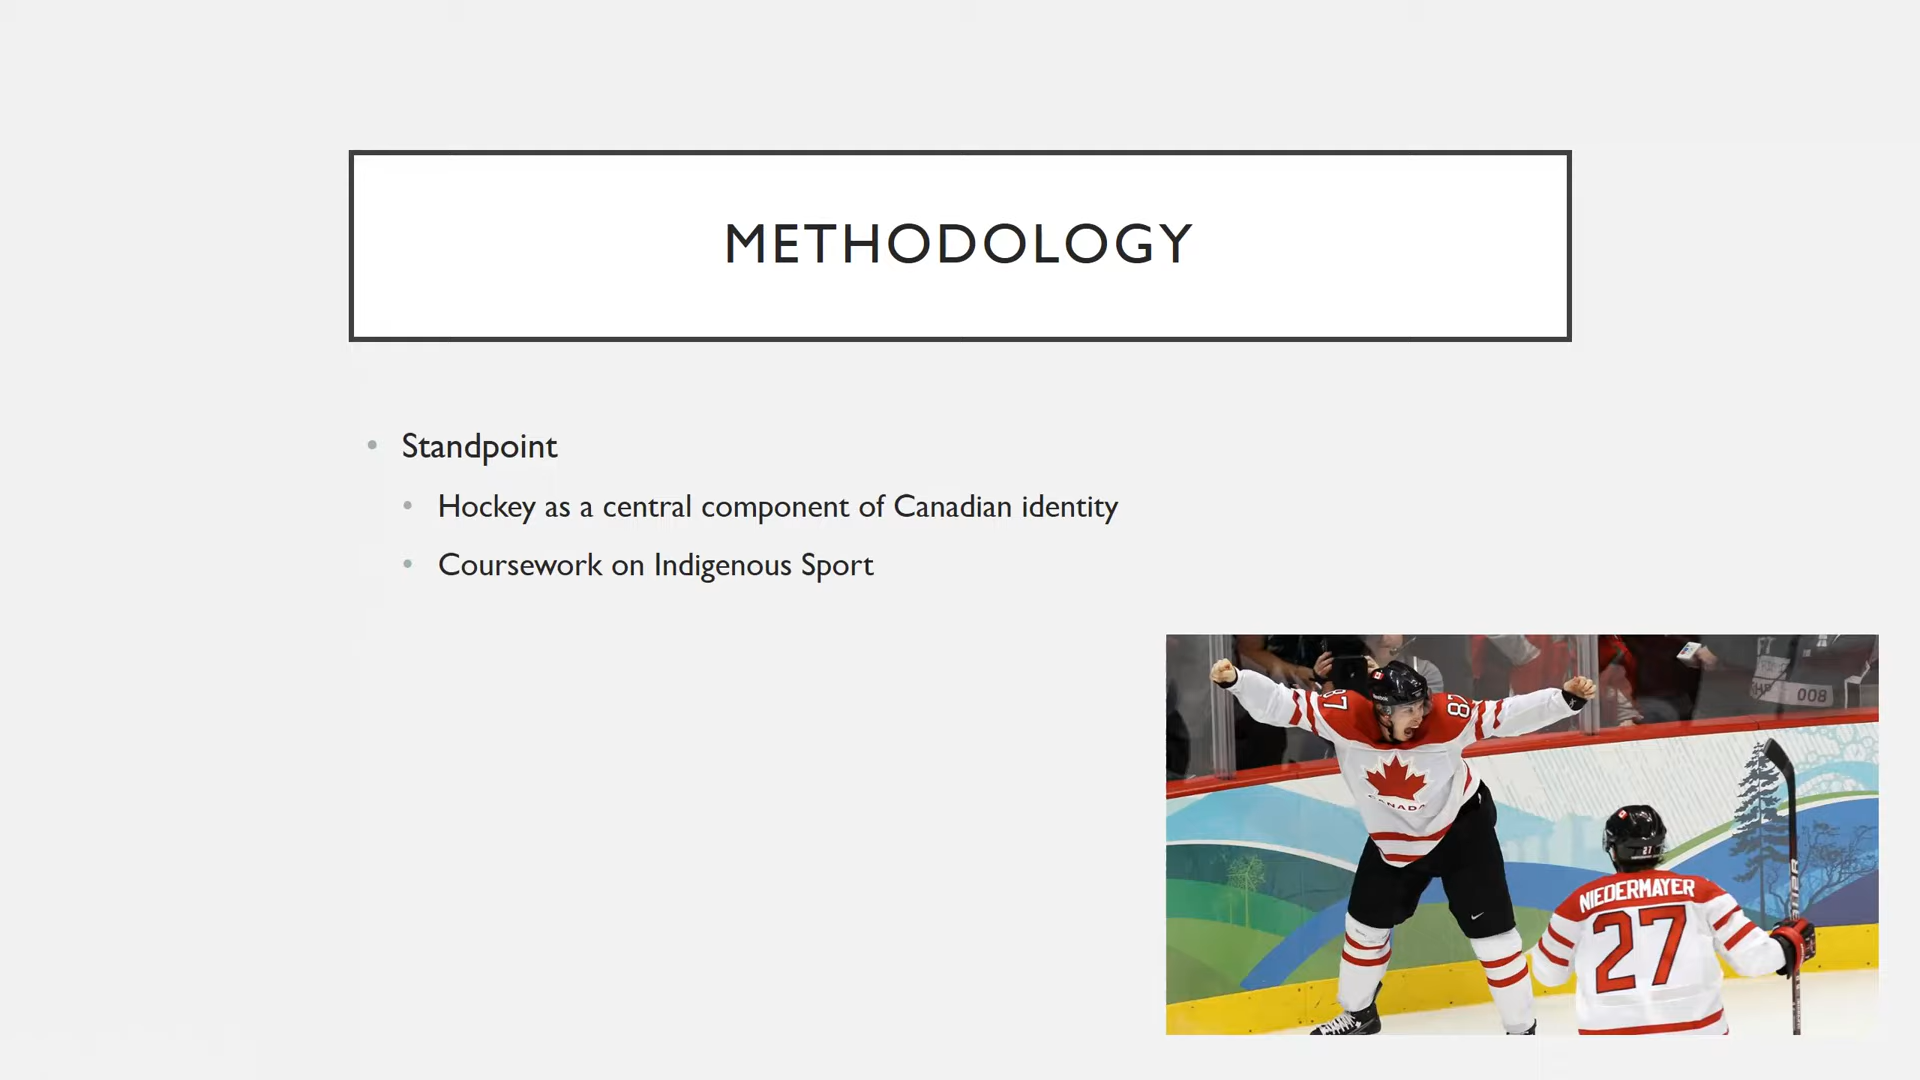 METHODOLOGY
• Standpoint
• Hockey as a central component of Canadian identity
• Coursework on Indigenous Sport
008
87
87
CANADA
27
NIEDERMAYER
27